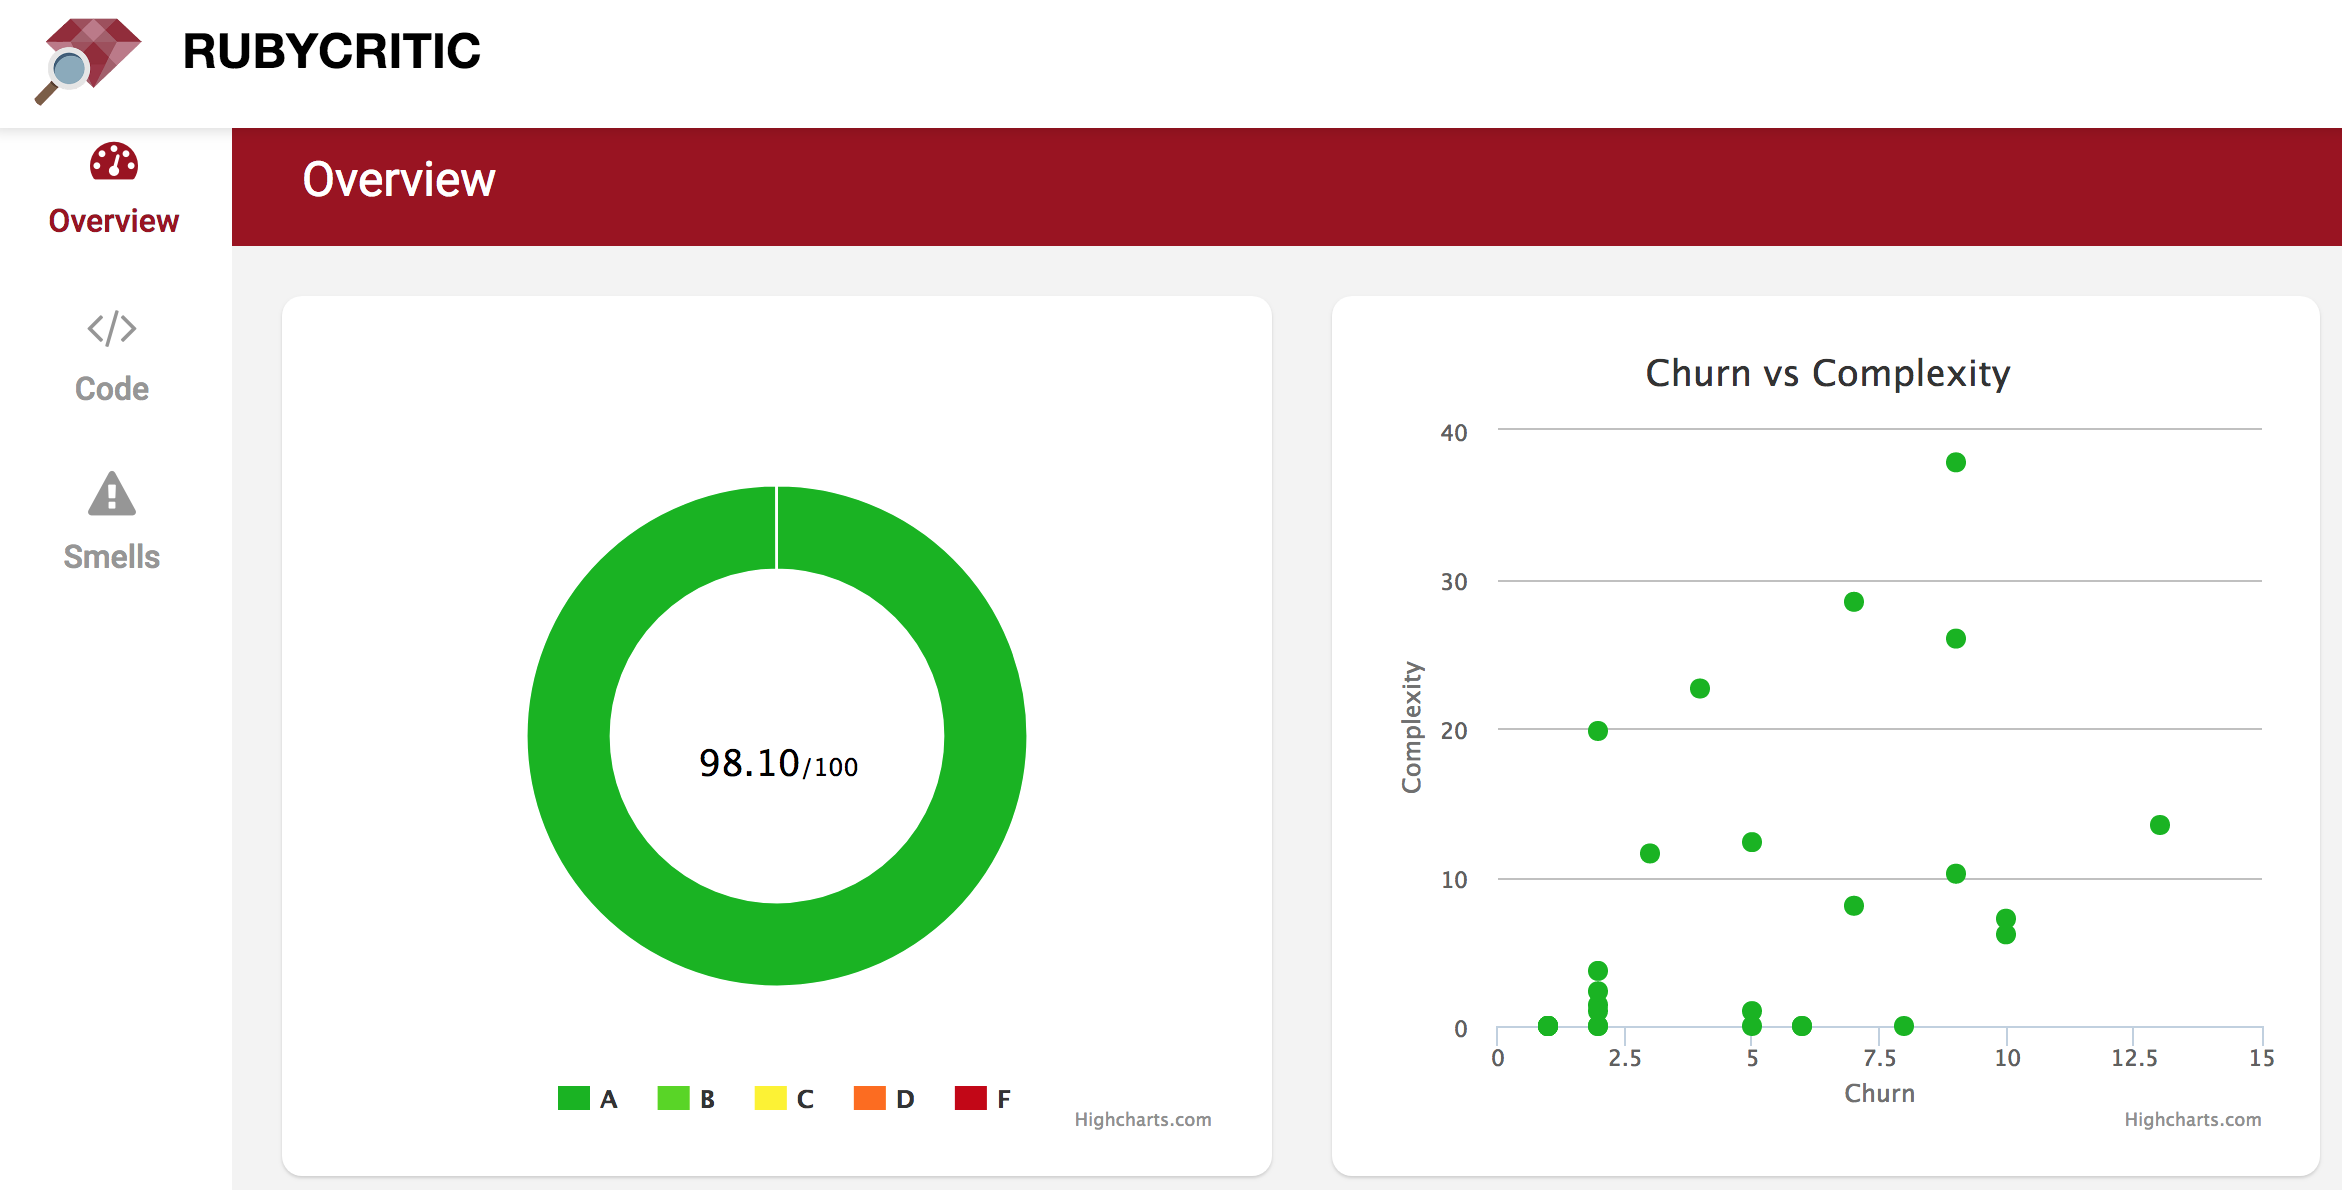 RUBYCRITIC
Overview
Overview
Code
Smells
98.10/100
A B C D F
Highcharts.com
Churn vs Complexity
40
30
20
10
0
Complexity
0 2.5 5 7.5 10 12.5 15
Churn
Highcharts.com